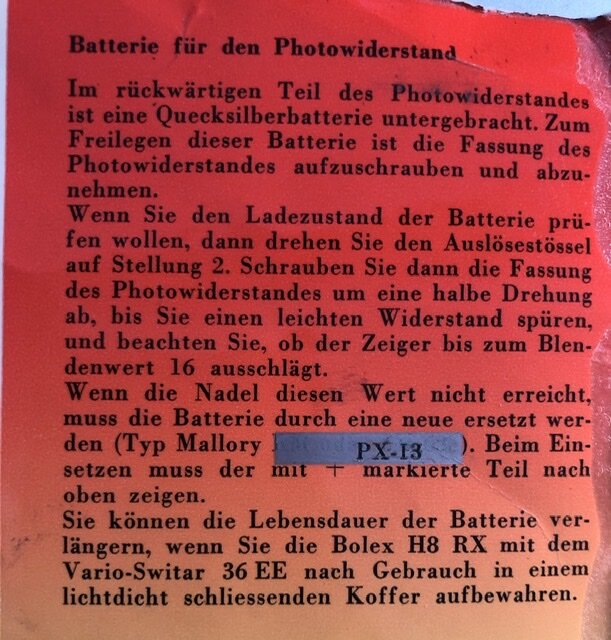 Batterie für den Photowiderstand
Im rückwärtigen Teil des Photowiderstandes
ist eine Quecksilberbatterie untergebracht. Zum
Freilegen dieser Batterie ist die Fassung des
Photowiderstandes aufzuschrauben und abzu-
nehmen.
Wenn Sie den Ladezustand der Batterie prü-
fen wollen, dann drehen Sie den Auslösestössel
auf Stellung 2. Schrauben Sie dann die Fassung
des Photowiderstandes um eine halbe Drehung
ab, bis Sie einen leichten Widerstand spüren,
und beachten Sie, ob der Zeiger bis zum Blen-
denwert 16 ausschlägt.
Wenn die Nadel diesen Wert nicht erreicht,
muss die Batterie durch eine neue ersetzt wer-
den (Typ Mallory PX-13). Beim Ein-
setzen muss der mit + markierte Teil nach
oben zeigen.
Sie können die Lebensdauer der Batterie ver-
längern, wenn Sie die Bolex H8 RX mit dem
Vario-Switar 36 EE nach Gebrauch in einem
lichtdicht schliessenden Koffer aufbewahren.